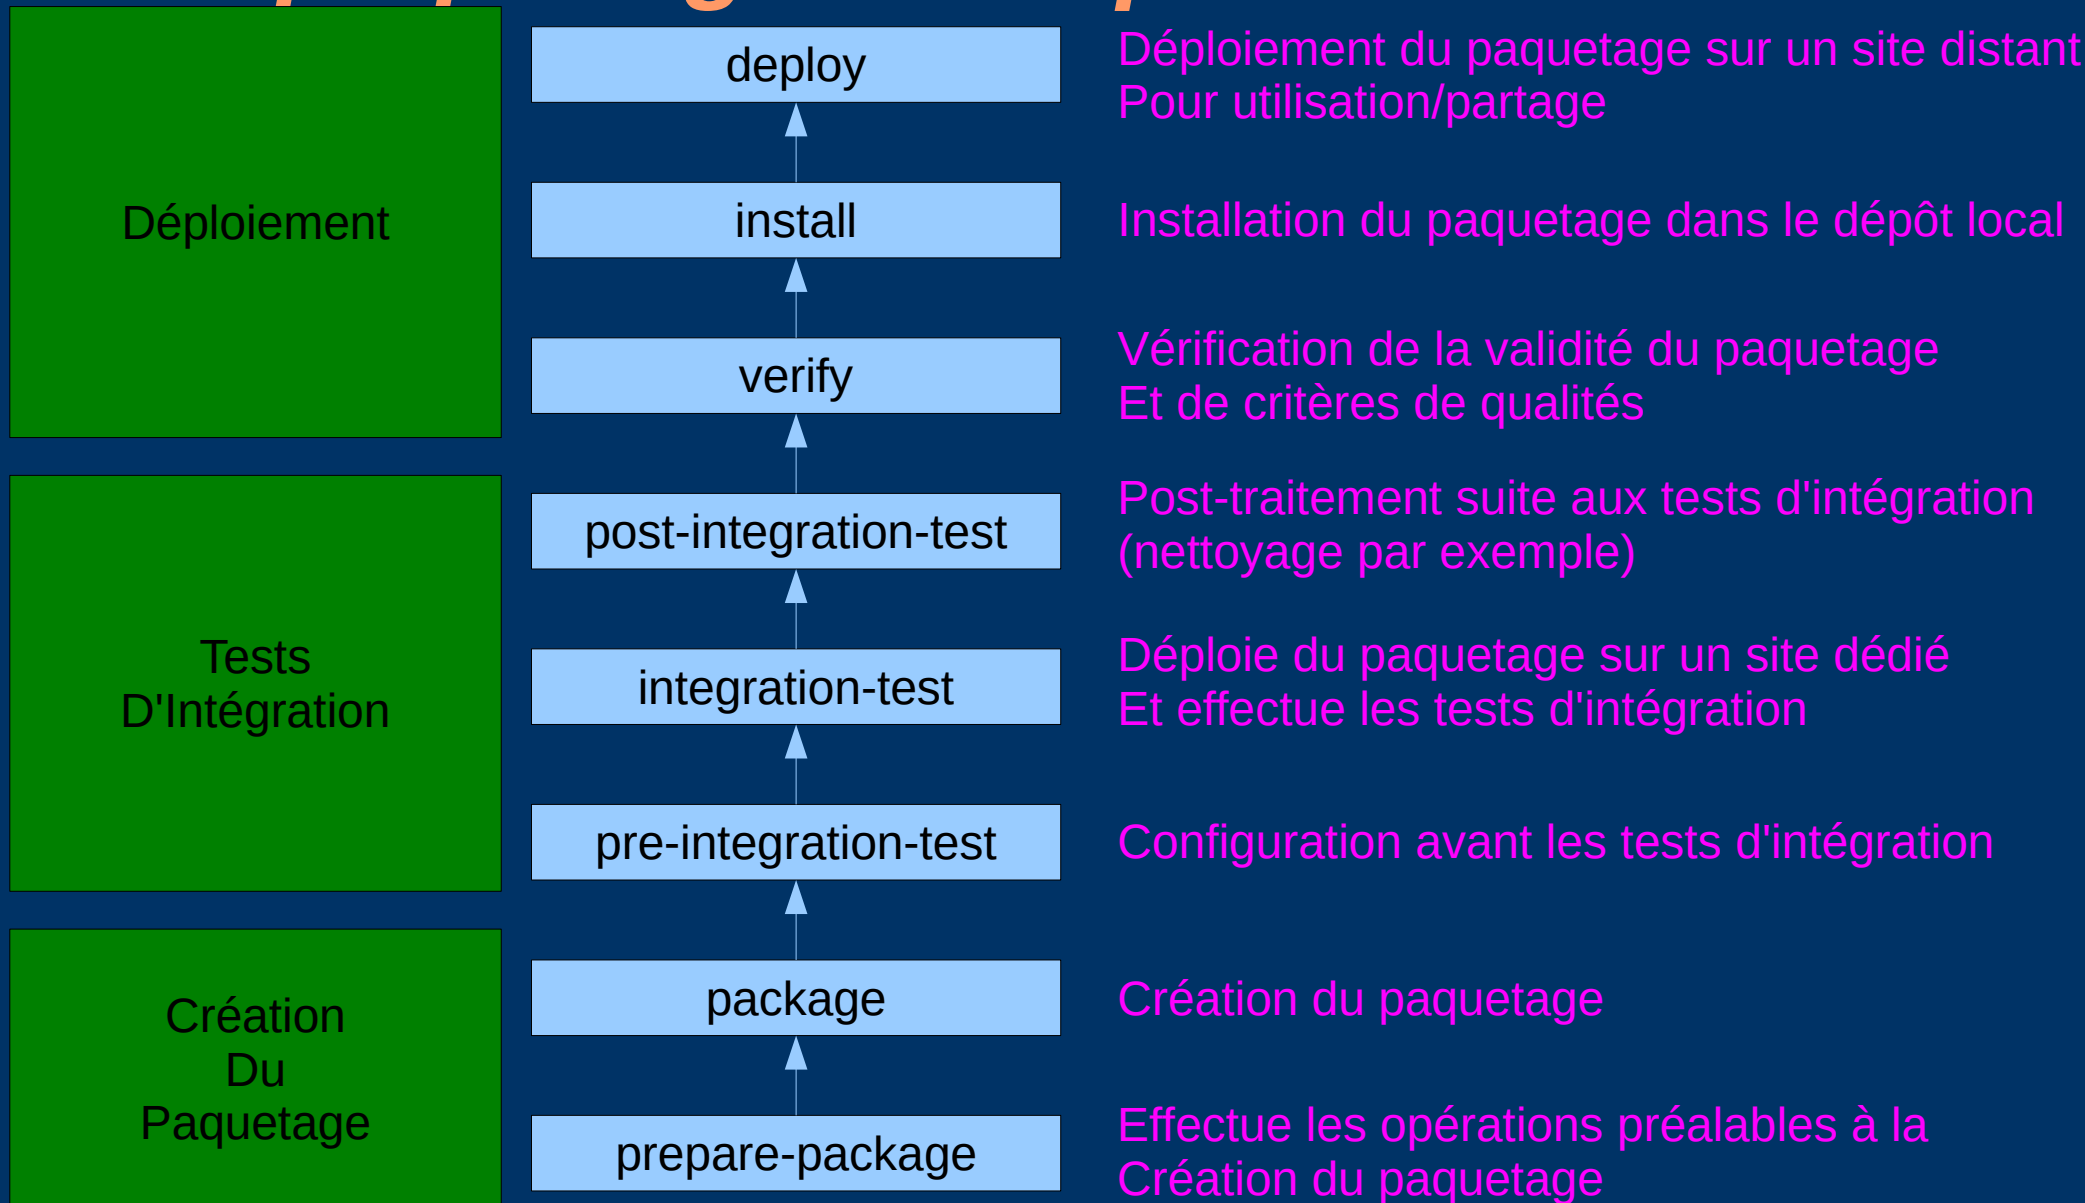 Déploiement
deploy
Déploiement du paquetage sur un site distant
Pour utilisation/partage
install
Installation du paquetage dans le dépôt local
verify
Vérification de la validité du paquetage
Et de critères de qualités
Tests
D'Intégration
post-integration-test
Post-traitement suite aux tests d'intégration
(nettoyage par exemple)
integration-test
Déploie du paquetage sur un site dédié
Et effectue les tests d'intégration
pre-integration-test
Configuration avant les tests d'intégration
Création
Du
Paquetage
package
Création du paquetage
prepare-package
Effectue les opérations préalables à la
Création du paquetage